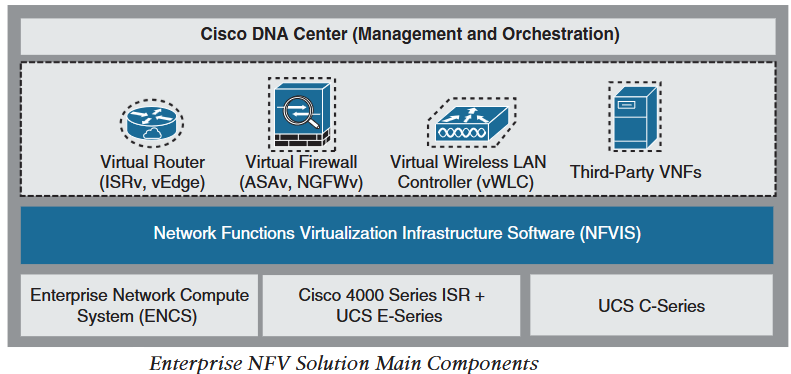 Cisco DNA Center (Management and Orchestration)
Virtual Router
(ISRv, vEdge)
Virtual Firewall
(ASAv, NGFWv)
Virtual Wireless LAN
Controller (vWLC)
Third-Party VNFs
Network Functions Virtualization Infrastructure Software (NFVIS)
Enterprise Network Compute
System (ENCS)
Cisco 4000 Series ISR +
UCS E-Series
UCS C-Series
Enterprise NFV Solution Main Components